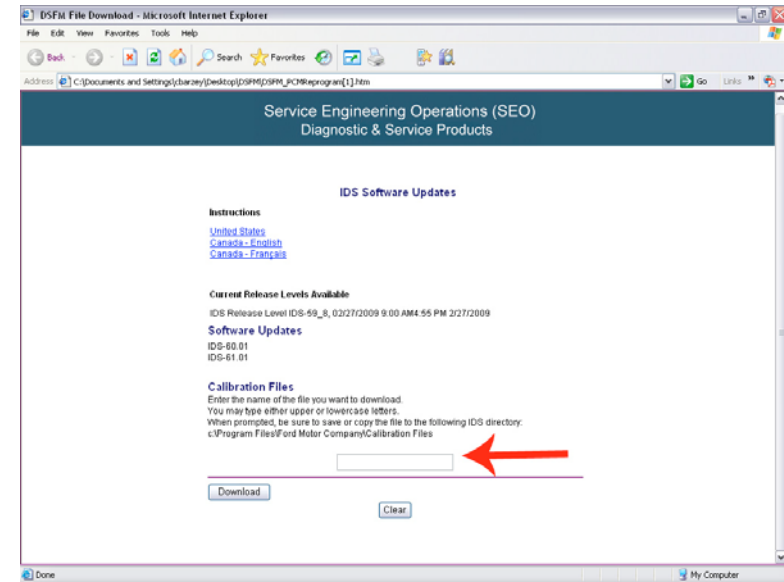 DSFM File Download - Microsoft Internet Explorer
File Edit View Favorites Tools Help
Back Search Favorites
Address C:\Documents and Settings\cbarzey\Desktop\DSFM\DSFM_PCMReprogram[1].htm Go Links
Service Engineering Operations (SEO)
Diagnostic & Service Products
IDS Software Updates
Instructions
United States
Canada - English
Canada - Français
Current Release Levels Available
IDS Release Level IDS-59_8, 02/27/2009 9:00 AM4:55 PM 2/27/2009
Software Updates
IDS-60.01
IDS-61.01
Calibration Files
Enter the name of the file you want to download.
You may type either upper or lowercase letters.
When prompted, be sure to save or copy the file to the following IDS directory:
c:\Program Files\Ford Motor Company\Calibration Files
Download
Clear
Done My Computer